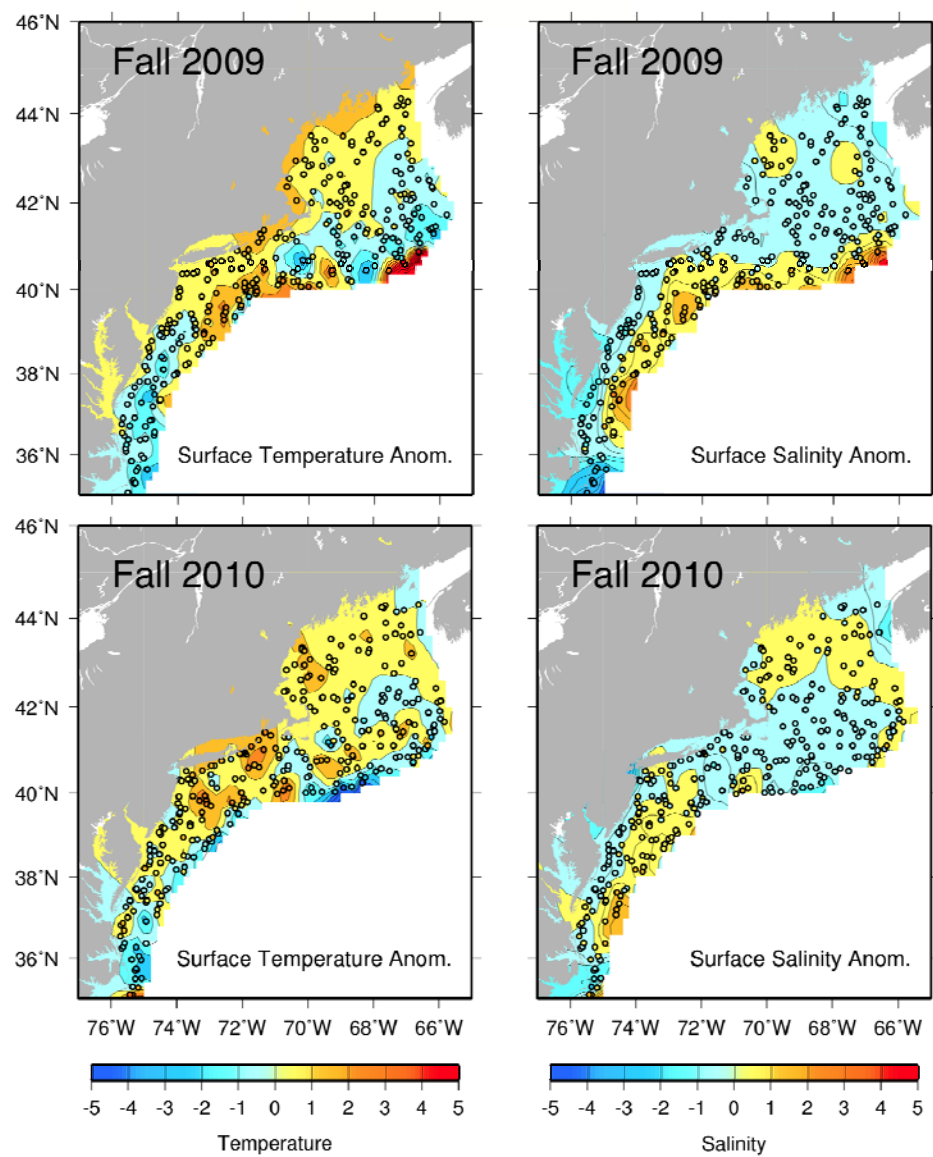 46°N
44°N
42°N
40°N
38°N
36°N
Fall 2009
Surface Temperature Anom.
Fall 2009
Surface Salinity Anom.
46°N
44°N
42°N
40°N
38°N
36°N
Fall 2010
Surface Temperature Anom.
76°W 74°W 72°W 70°W 68°W 66°W
Fall 2010
Surface Salinity Anom.
76°W 74°W 72°W 70°W 68°W 66°W
-5 -4 -3 -2 -1 0 1 2 3 4 5
Temperature
-5 -4 -3 -2 -1 0 1 2 3 4 5
Salinity